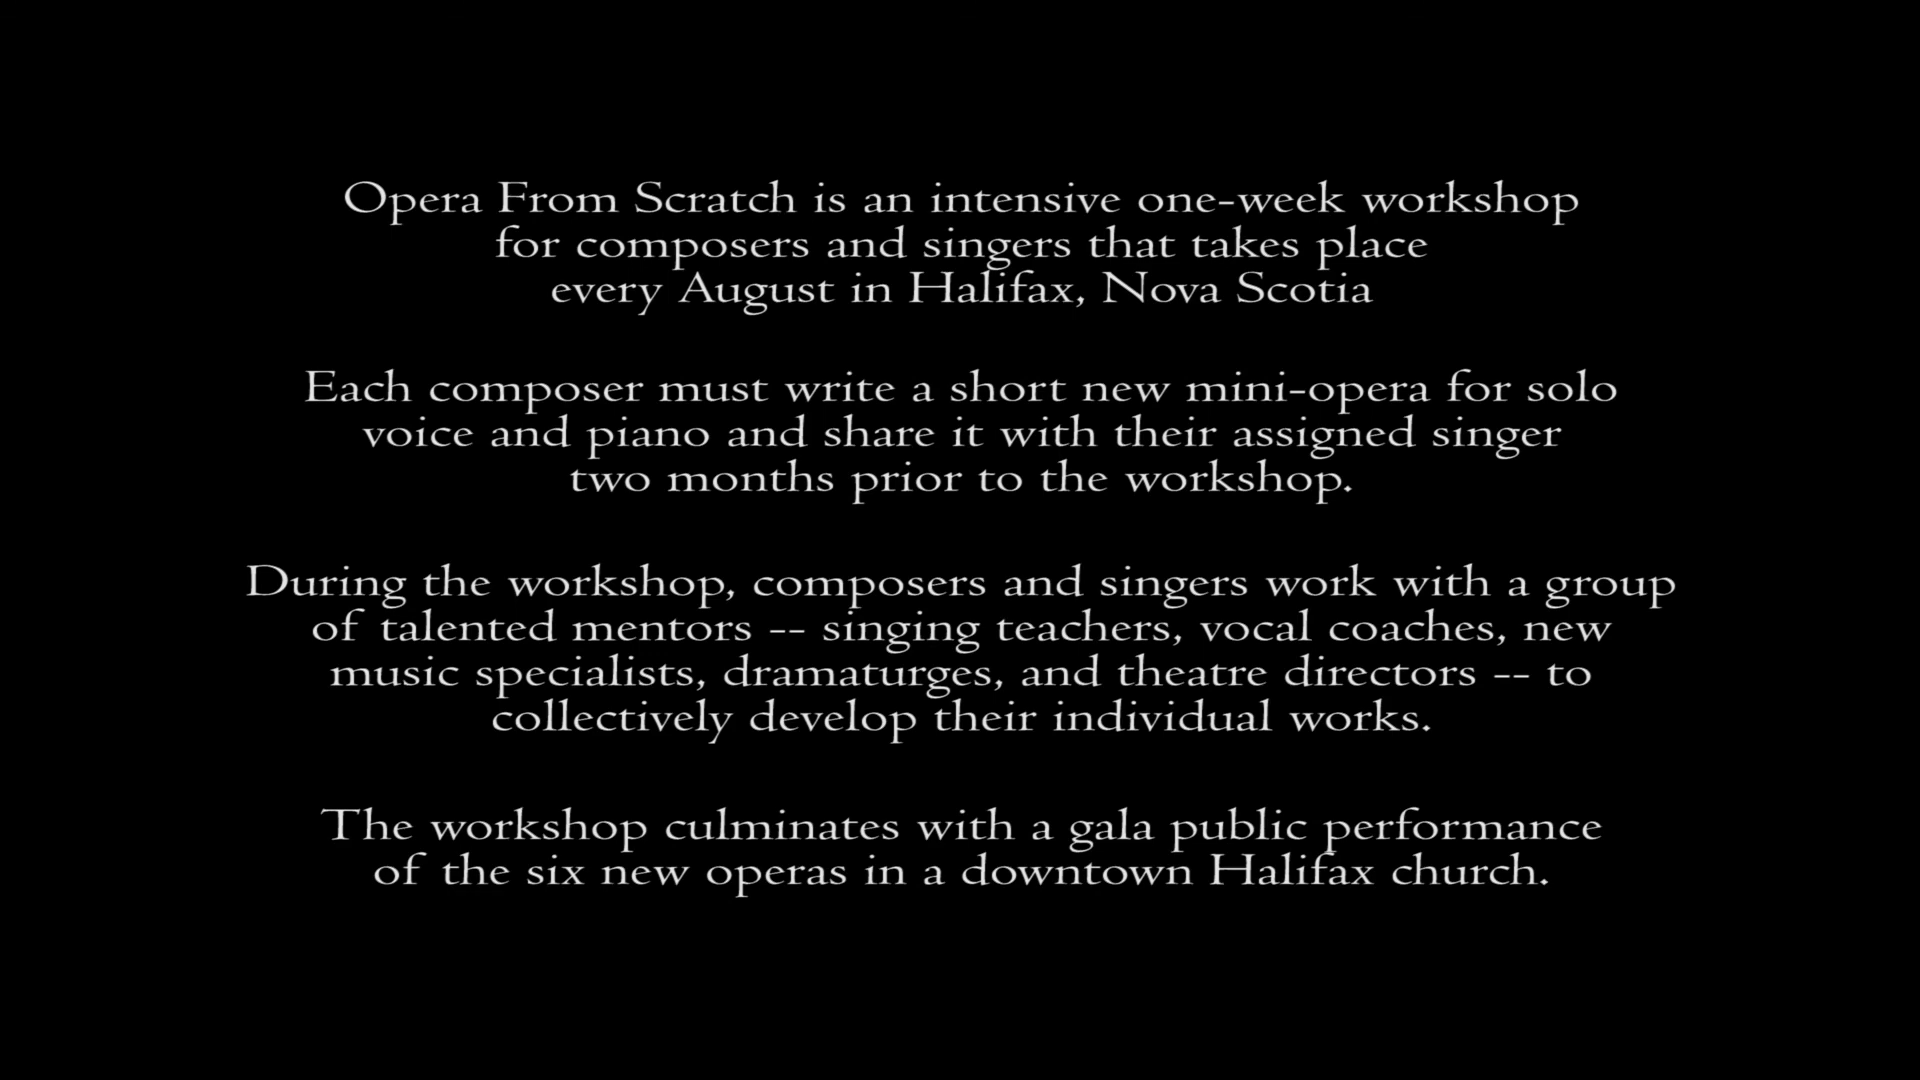 Opera From Scratch is an intensive one-week workshop
for composers and singers that takes place
every August in Halifax, Nova Scotia
Each composer must write a short new mini-opera for solo
voice and piano and share it with their assigned singer
two months prior to the workshop.
During the workshop, composers and singers work with a group
of talented mentors -- singing teachers, vocal coaches, new
music specialists, dramaturges, and theatre directors -- to
collectively develop their individual works.
The workshop culminates with a gala public performance
of the six new operas in a downtown Halifax church.